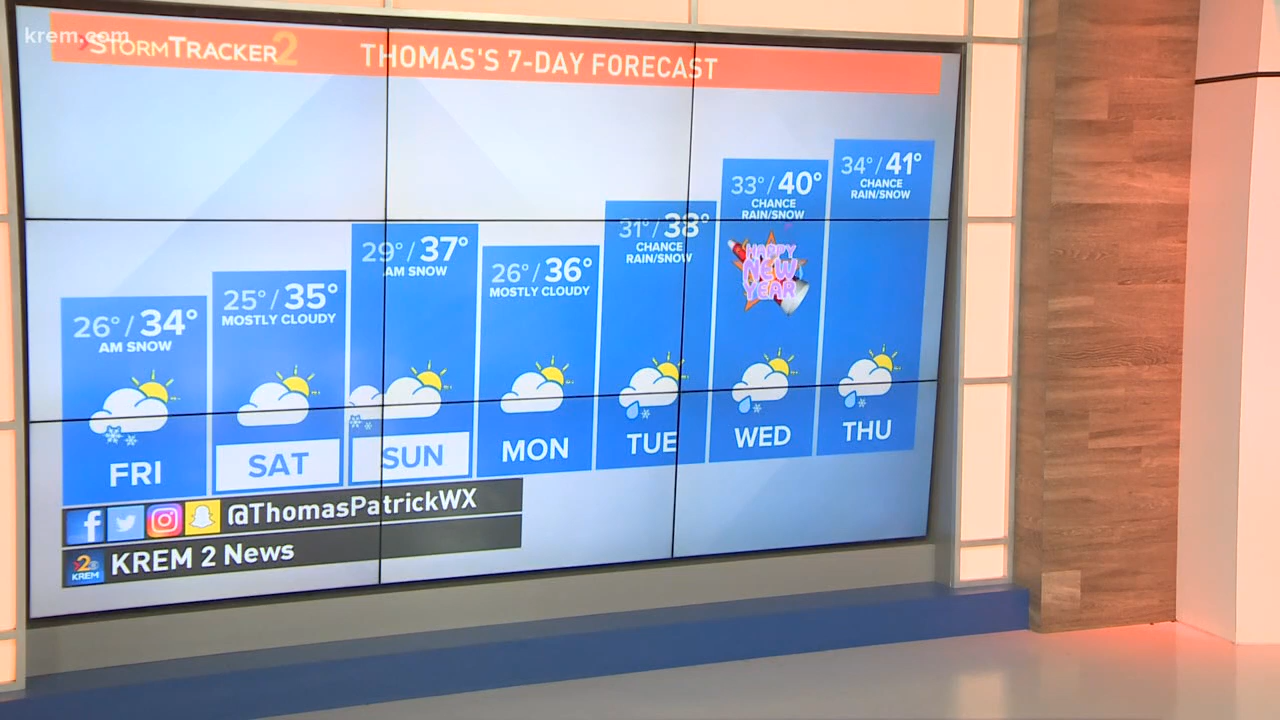 krem.com
STORMTRACKER 2
THOMAS'S 7-DAY FORECAST
26°/34°
AM SNOW
FRI
25°/35°
MOSTLY CLOUDY
SAT
29°/37°
AM SNOW
SUN
26°/36°
MOSTLY CLOUDY
MON
31°/38°
CHANCE
RAIN/SNOW
TUE
33°/40°
CHANCE
RAIN/SNOW
HAPPY
NEW
YEAR
WED
34°/41°
CHANCE
RAIN/SNOW
THU
@ThomasPatrickWX
2 KREM
KREM 2 News